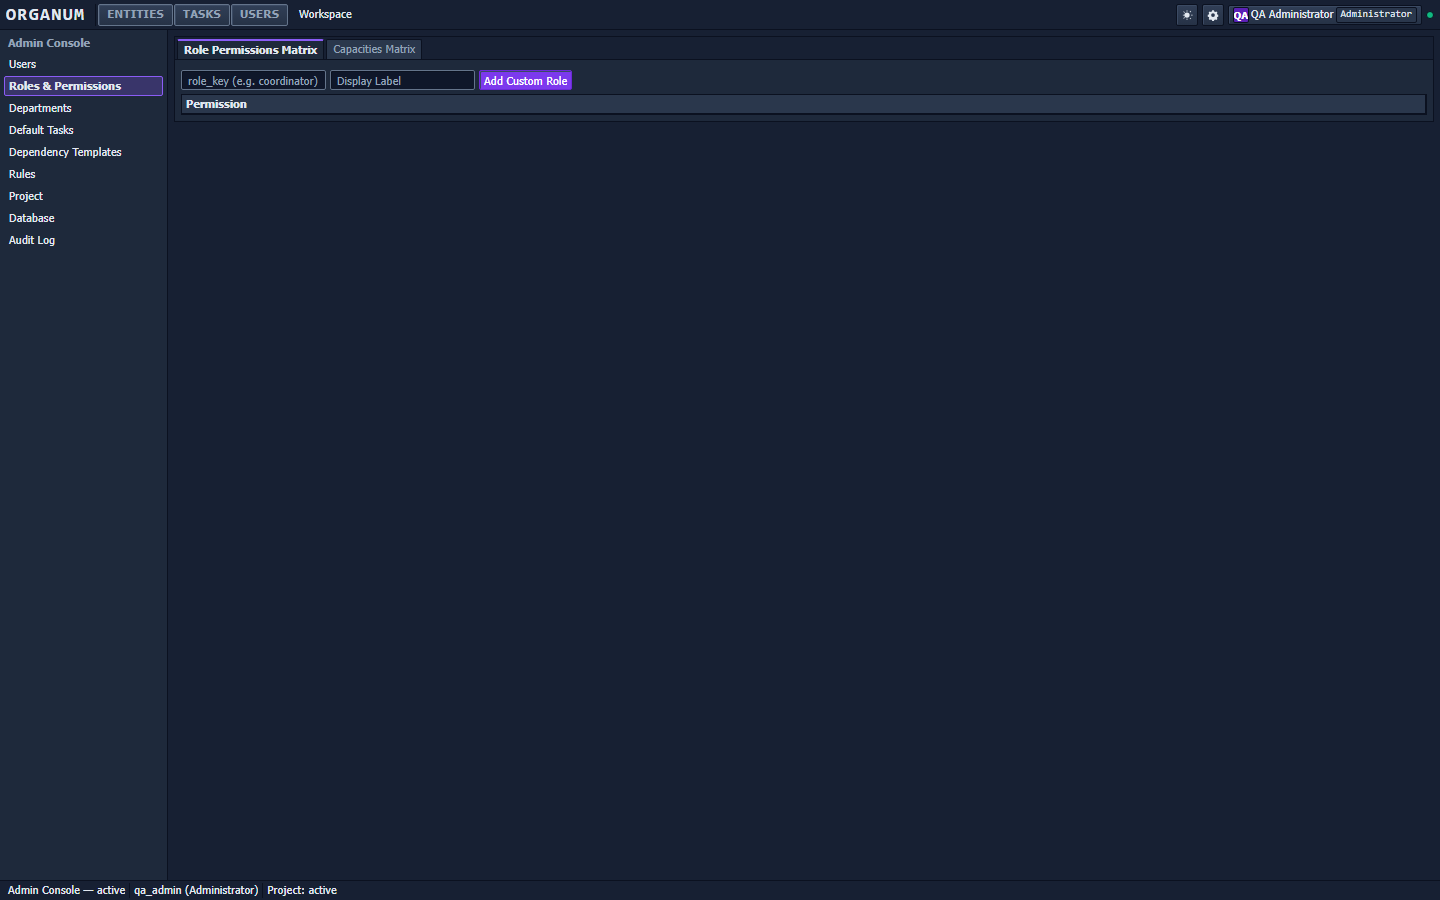 ORGANUM ENTITIES TASKS USERS Workspace QA QA Administrator Administrator
Admin Console
Users
Roles & Permissions
Departments
Default Tasks
Dependency Templates
Rules
Project
Database
Audit Log
Role Permissions Matrix Capacities Matrix
role_key (e.g. coordinator) Display Label Add Custom Role
Permission
Admin Console — active qa_admin (Administrator) Project: active